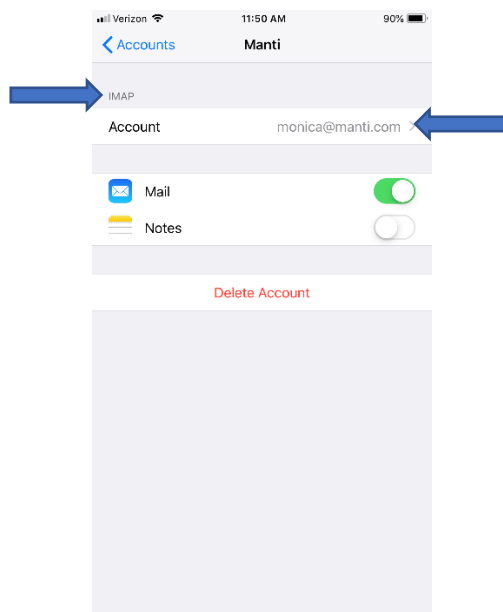 Verizon 11:50 AM 90%
Accounts Manti
IMAP
Account monica@manti.com
Mail
Notes
Delete Account